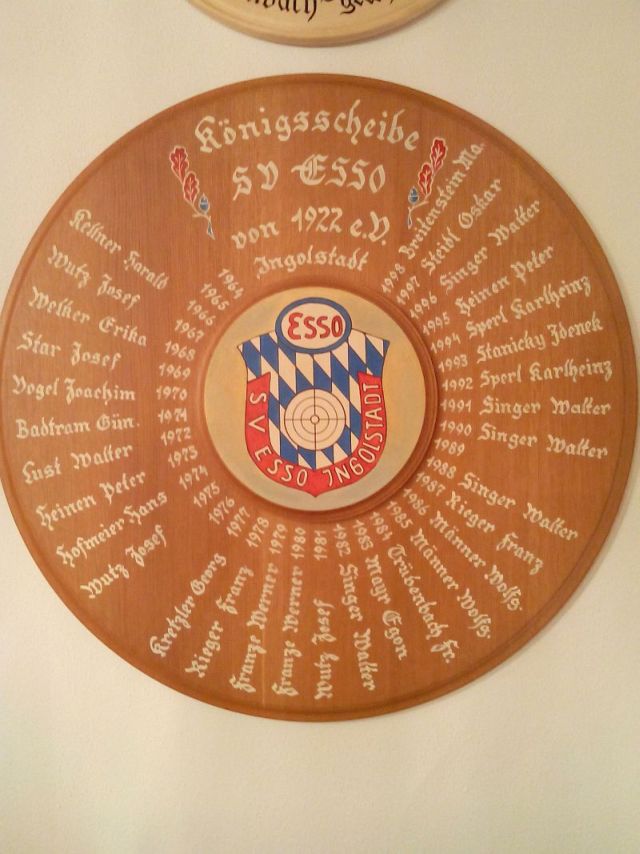 bach
Königsscheibe
SV ESSO
von 1922 e.V.
Ingolstadt
ESSO
SV ESSO INGOLSTADT
1964
1965
1966 Kellner Harald
1967 Wutz Josef
1968 Welker Erika
1969 Star Josef
1970 Vogel Joachim
1971 Badtram Gün.
1972 Lust Walter
1973 Heinen Peter
1974 Hofmeier Hans
1975 Wutz Josef
1976
1977 Kretzler Georg
1978 Rieger Franz
1979 Franze Werner
1980 Franze Werner
1981 Wutz Josef
1982 Singer Walter
1983 Mayr Egon
1984 Trübenbach Fr.
1985 Männer Wolfg.
1986 Männer Wolfg.
1987 Rieger Franz
1988 Singer Walter
1989
1990 Singer Walter
1991 Singer Walter
1992 Sperl Karlheinz
1993 Stanicky Zdenek
1994 Sperl Karlheinz
1995 Heinen Peter
1996 Singer Walter
1997 Steibl Oskar
1998 Breitenstein Ma.